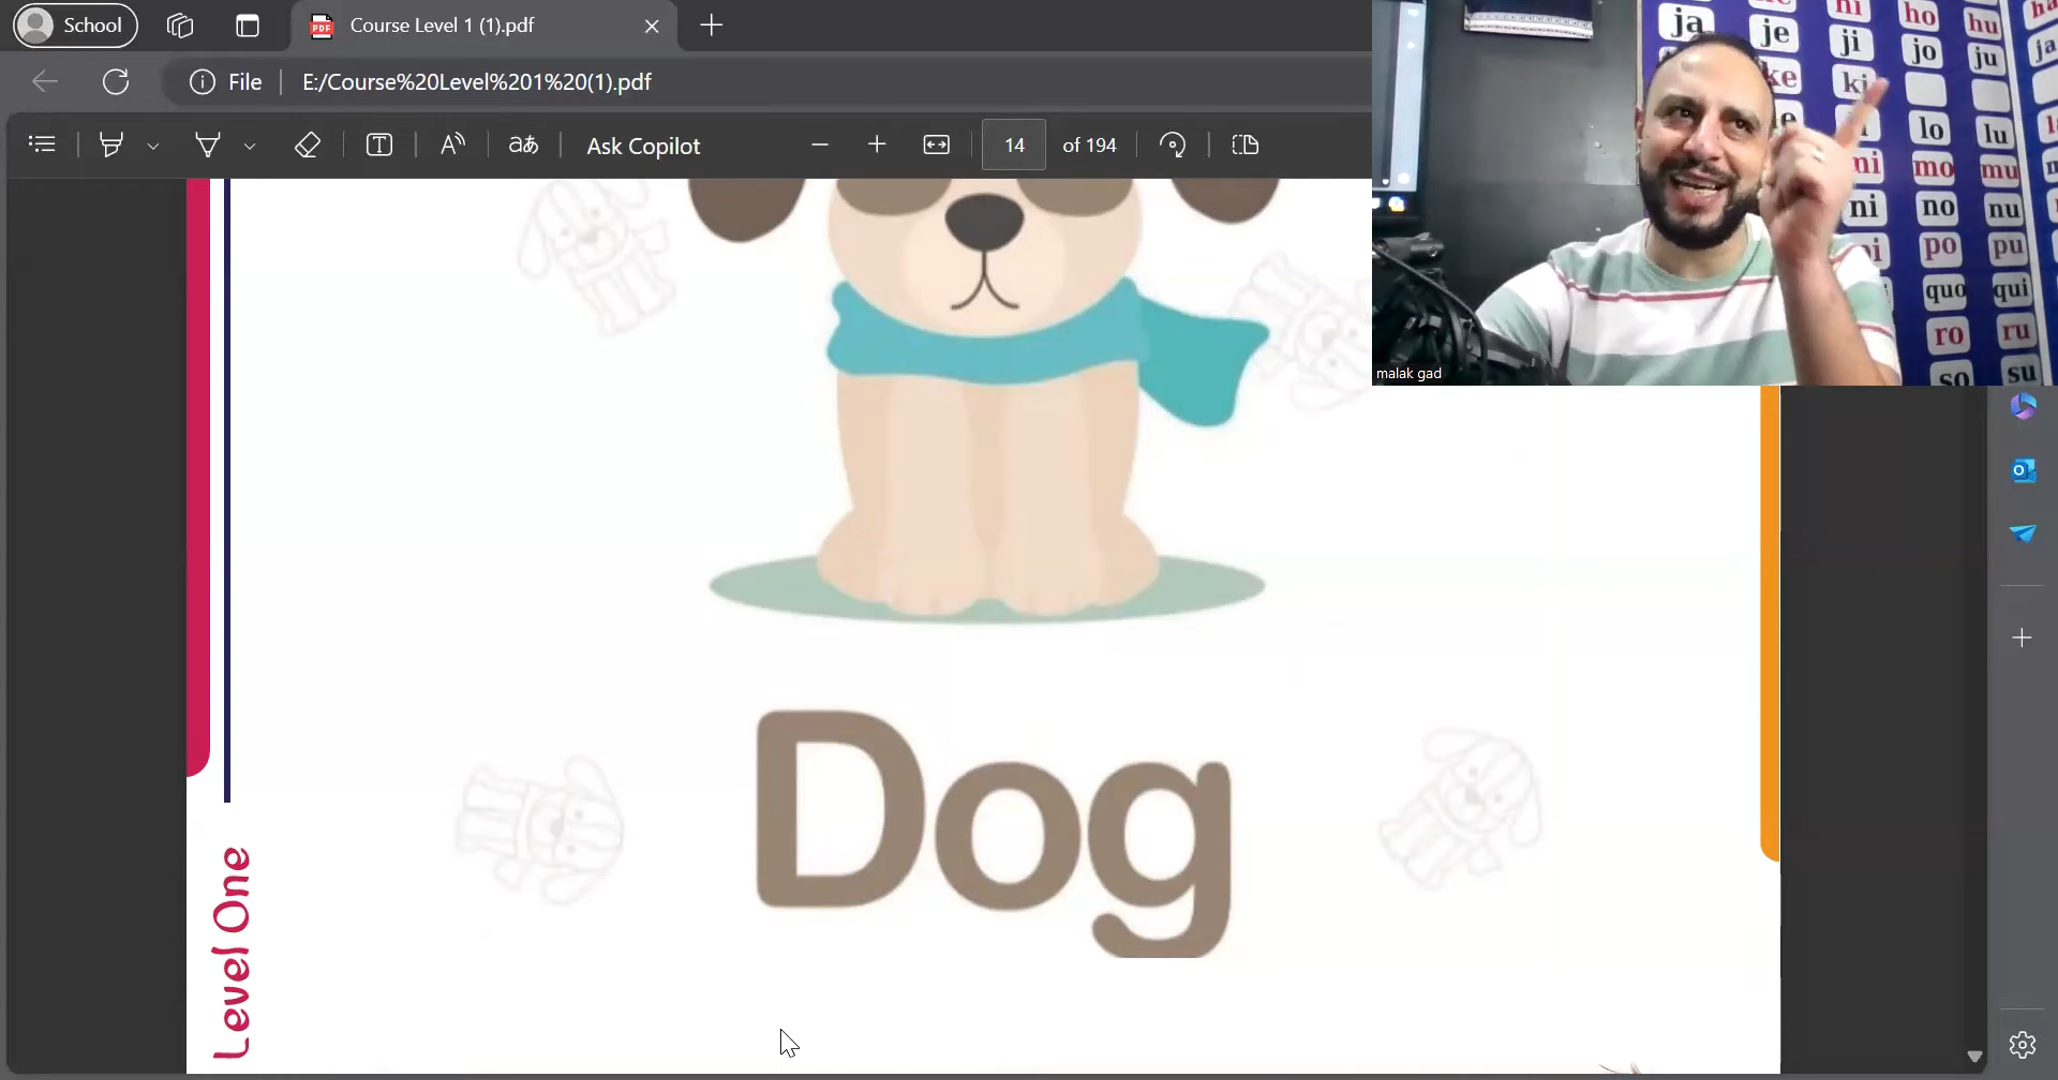 School
Course Level 1 (1).pdf
File
E:/Course%20Level%201%20(1).pdf
Ask Copilot
14 of 194
Dog
Level One
malak gad
ja je ji jo ju
hi ho hu
ke ki
lo lu
mi mo mu
ni no nu
po pu
quo qui
ro ru
so su